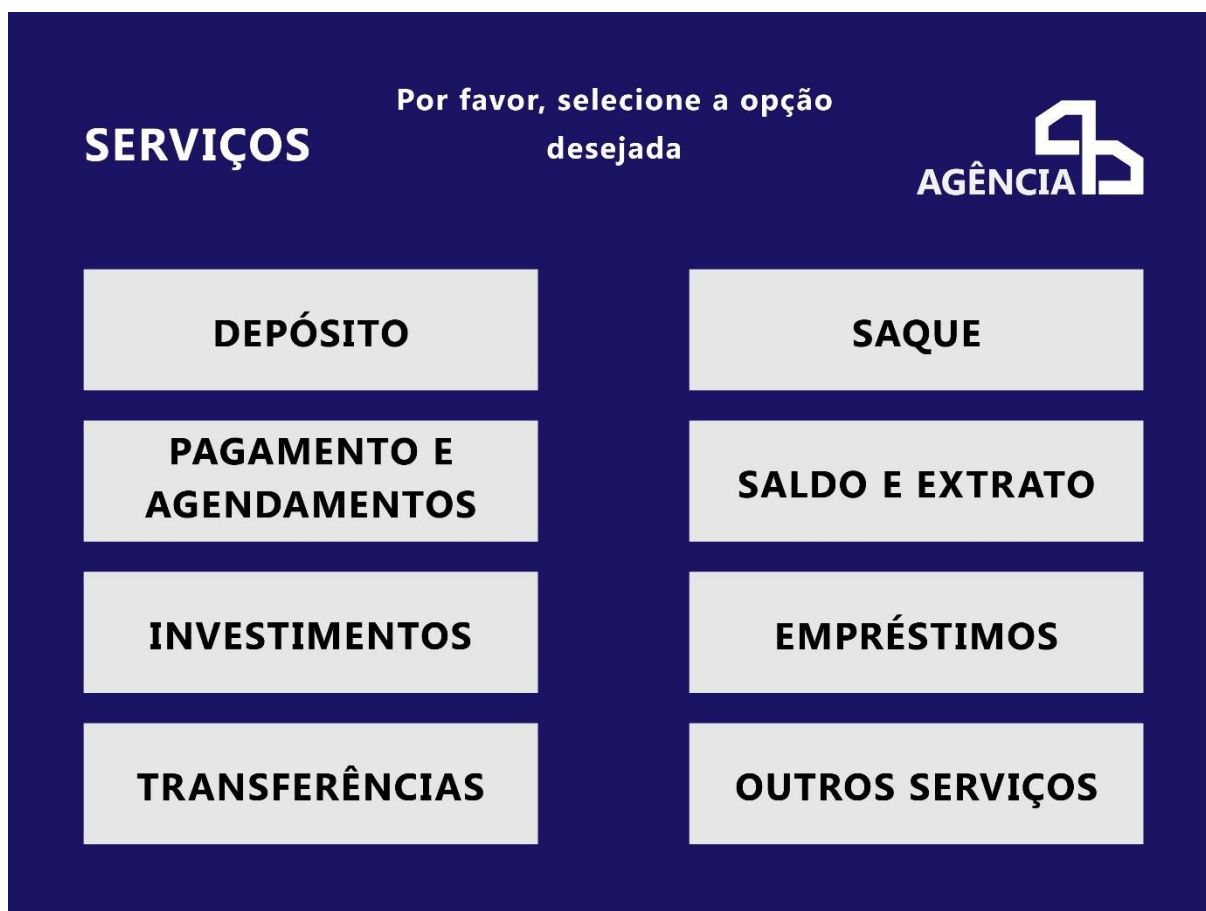 Por favor, selecione a opção
desejada
SERVIÇOS
AGÊNCIA
DEPÓSITO
SAQUE
PAGAMENTO E
AGENDAMENTOS
SALDO E EXTRATO
INVESTIMENTOS
EMPRÉSTIMOS
TRANSFERÊNCIAS
OUTROS SERVIÇOS